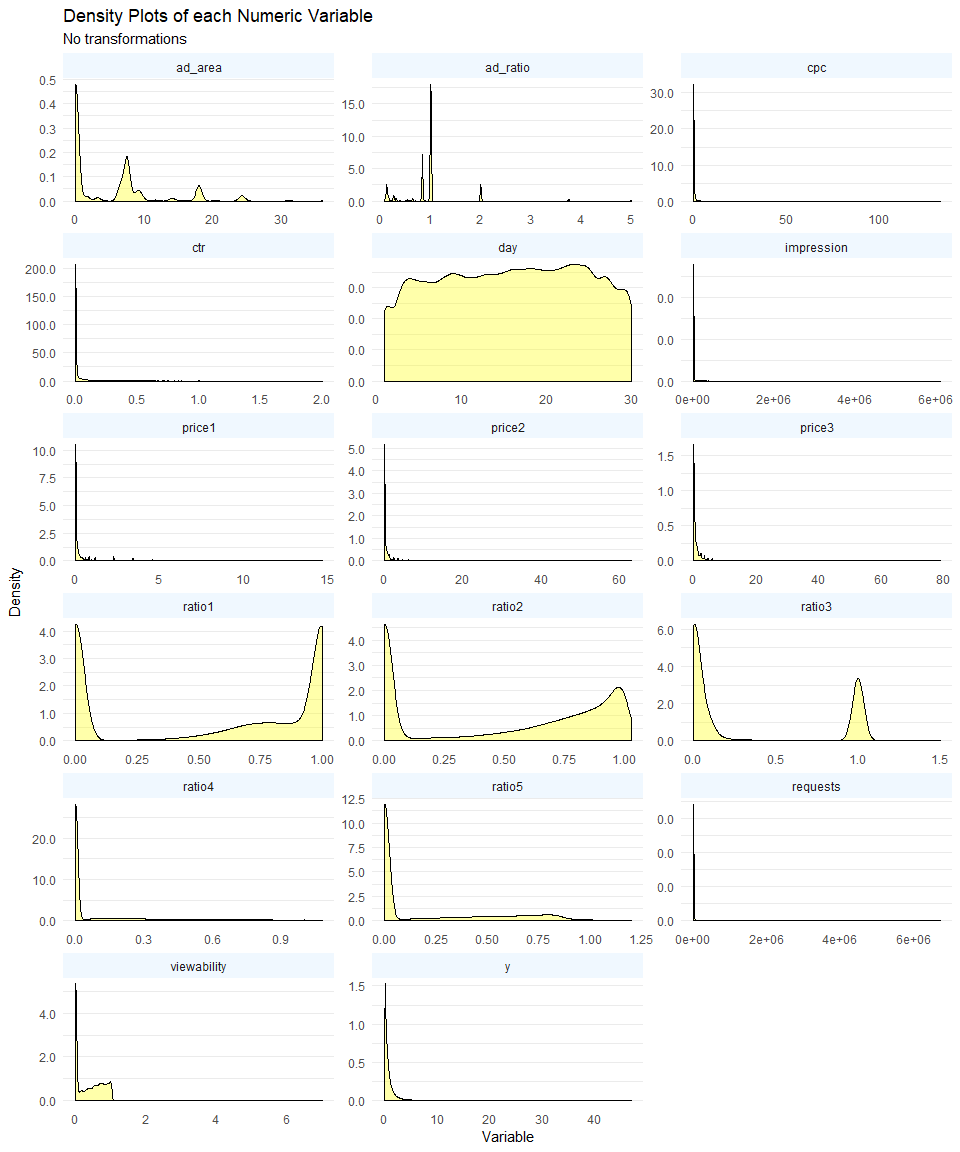 Density Plots of each Numeric Variable
No transformations
ad_area ad_ratio cpc
0.5 0.4 0.3 0.2 0.1 0.0
15.0 10.0 5.0 0.0
30.0 20.0 10.0 0.0
0 10 20 30
0 1 2 3 4 5
0 50 100
ctr day impression
200.0 150.0 100.0 50.0 0.0
0.0 0.0 0.0 0.0
0.0 0.0 0.0
0.0 0.5 1.0 1.5 2.0
0 10 20 30
0e+00 2e+06 4e+06 6e+06
price1 price2 price3
10.0 7.5 5.0 2.5 0.0
5.0 4.0 3.0 2.0 1.0 0.0
1.5 1.0 0.5 0.0
0 5 10 15
0 20 40 60
0 20 40 60 80
Density
ratio1 ratio2 ratio3
4.0 3.0 2.0 1.0 0.0
4.0 3.0 2.0 1.0 0.0
6.0 4.0 2.0 0.0
0.00 0.25 0.50 0.75 1.00
0.00 0.25 0.50 0.75 1.00
0.0 0.5 1.0 1.5
ratio4 ratio5 requests
20.0 10.0 0.0
12.5 10.0 7.5 5.0 2.5 0.0
0.0 0.0 0.0 0.0
0.0 0.3 0.6 0.9
0.00 0.25 0.50 0.75 1.00 1.25
0e+00 2e+06 4e+06 6e+06
viewability y
4.0 2.0 0.0
1.5 1.0 0.5 0.0
0 2 4 6
0 10 20 30 40
Variable